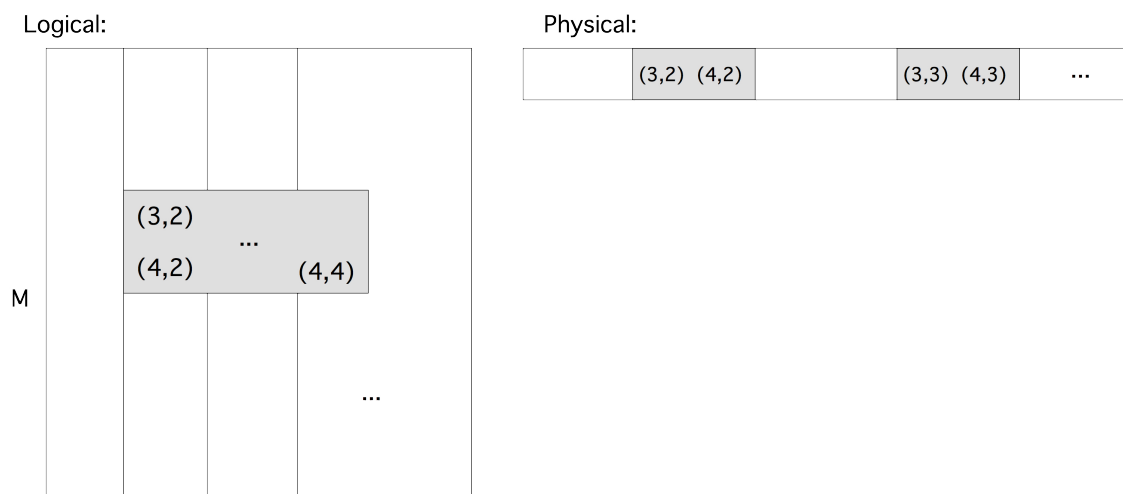 Logical:
Physical:
(3,2) (4,2)
(3,3) (4,3)
...
(3,2)
...
(4,2)
(4,4)
M
...